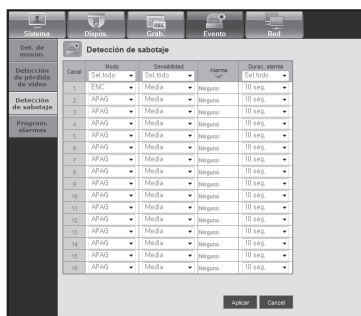 Sistema Dispos. REC Grab. Evento Red
Det. de movim.
Detección de pérdida de vídeo
Detección de sabotaje
Program. alarmas
Detección de sabotaje
Canal Modo Sensibilidad Alarma Durac. alarma
Sel,todo Sel,todo Sel,todo
1 ENC Media Ninguno 10 seg,
2 APAG Media Ninguno 10 seg,
3 APAG Media Ninguno 10 seg,
4 APAG Media Ninguno 10 seg,
5 APAG Media Ninguno 10 seg,
6 APAG Media Ninguno 10 seg,
7 APAG Media Ninguno 10 seg,
8 APAG Media Ninguno 10 seg,
9 APAG Media Ninguno 10 seg,
10 APAG Media Ninguno 10 seg,
11 APAG Media Ninguno 10 seg,
12 APAG Media Ninguno 10 seg,
13 APAG Media Ninguno 10 seg,
14 APAG Media Ninguno 10 seg,
15 APAG Media Ninguno 10 seg,
16 APAG Media Ninguno 10 seg,
Aplicar Cancel